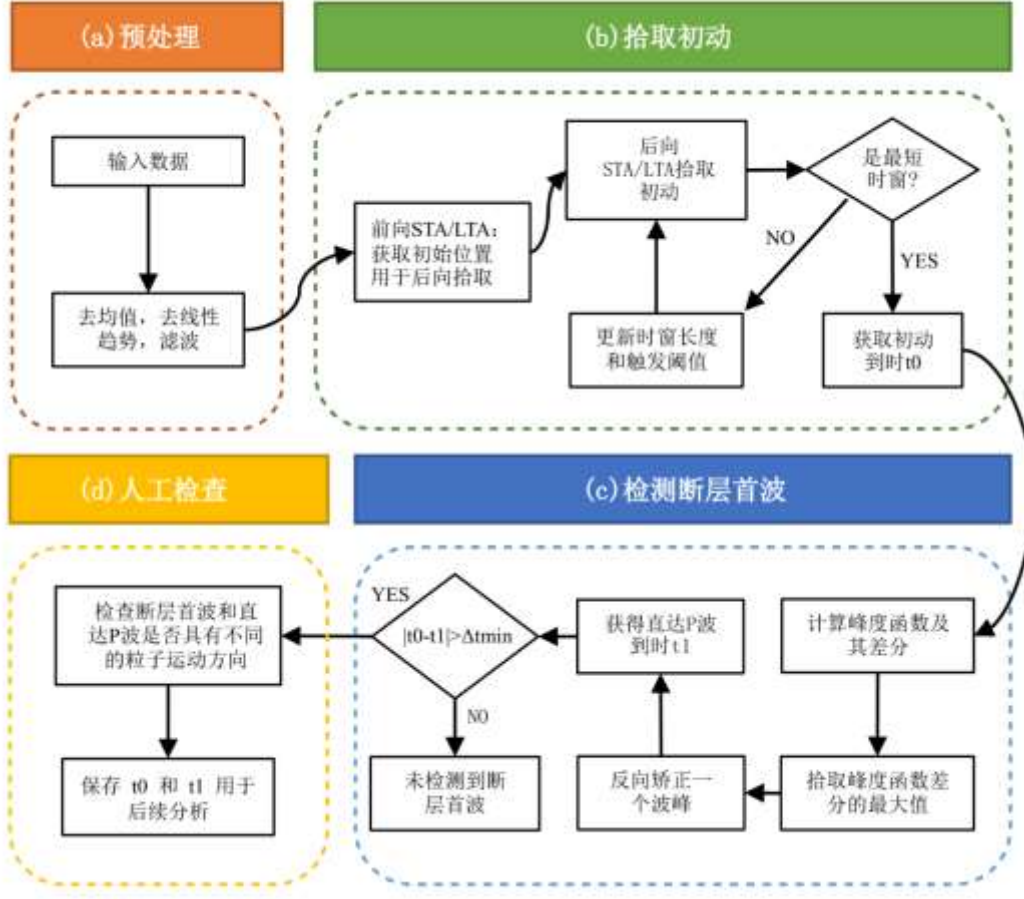 (a)预处理
(b)拾取初动
输入数据
去均值，去线性
趋势，滤波
前向STA/LTA：
获取初始位置
用于后向拾取
后向
STA/LTA拾取
初动
是最短
时窗？
NO
YES
更新时窗长度
和触发阈值
获取初动
到时t0
(d)人工检查
(c)检测断层首波
计算峰度函数及
其差分
拾取峰度函数差
分的最大值
反向矫正一
个波峰
获得直达P波
到时t1
|t0-t1|>Δtmin
YES
NO
未检测到断
层首波
检查断层首波和直
达P波是否具有不同
的粒子运动方向
保存 t0 和 t1 用于
后续分析